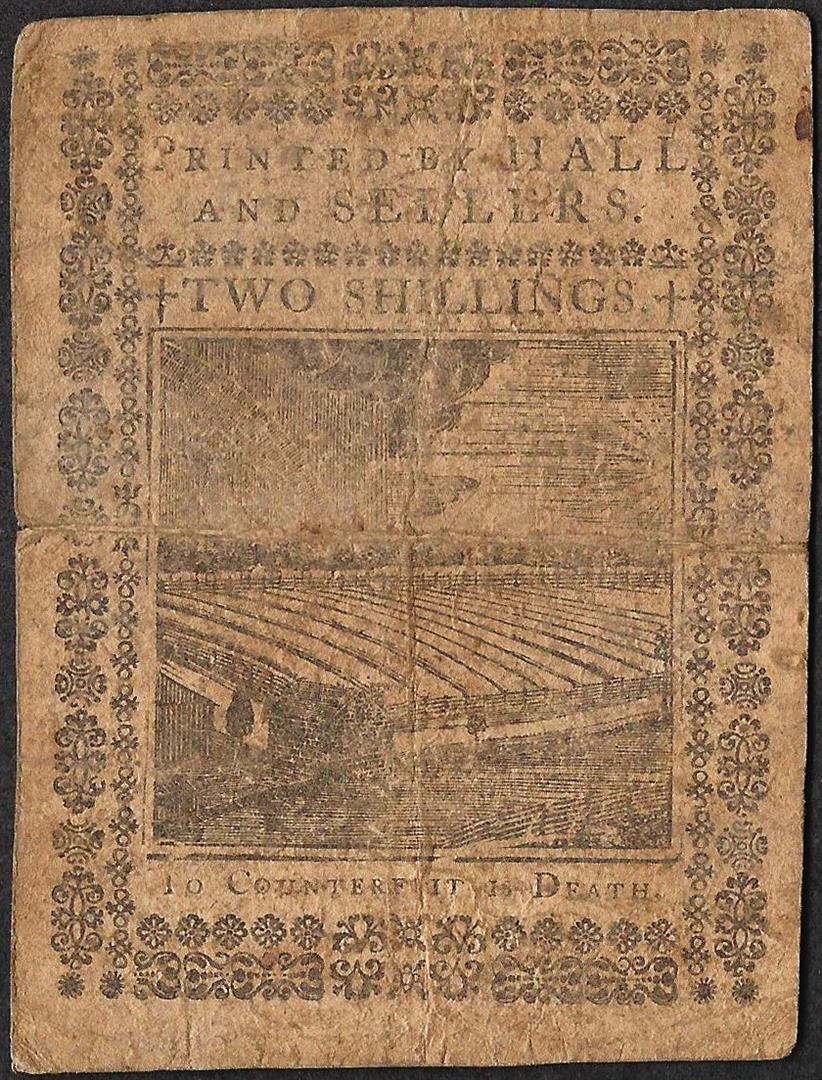 PRINTED BY HALL
AND SELLERS.
TWO SHILLINGS.
To COUNTERFEIT is DEATH.